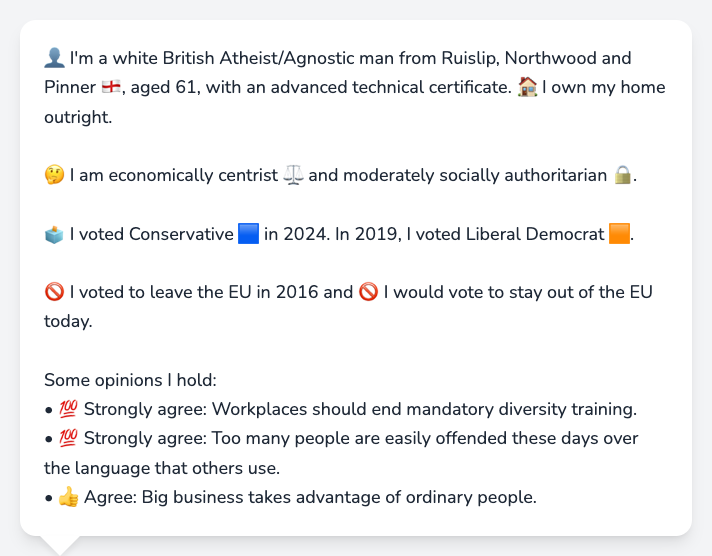 👤 I'm a white British Atheist/Agnostic man from Ruislip, Northwood and
Pinner 🏴󠁧󠁢󠁥󠁮󠁧󠁿, aged 61, with an advanced technical certificate. 🏠 I own my home
outright.
🤔 I am economically centrist ⚖️ and moderately socially authoritarian 🔒.
🗳️ I voted Conservative 🟦 in 2024. In 2019, I voted Liberal Democrat 🟧.
🚫 I voted to leave the EU in 2016 and 🚫 I would vote to stay out of the EU
today.
Some opinions I hold:
• 💯 Strongly agree: Workplaces should end mandatory diversity training.
• 💯 Strongly agree: Too many people are easily offended these days over
the language that others use.
• 👍 Agree: Big business takes advantage of ordinary people.